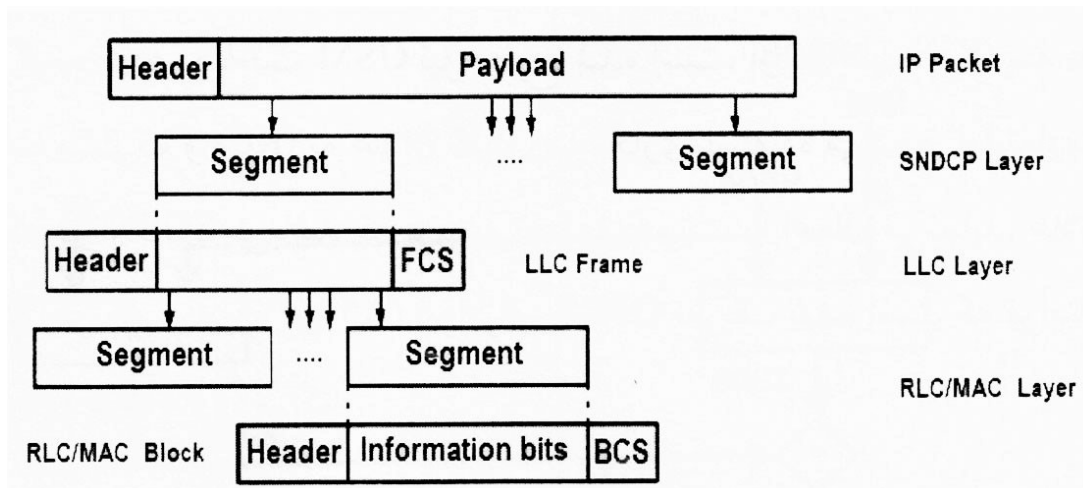 Header Payload IP Packet
Segment .... Segment SNDCP Layer
Header FCS LLC Frame LLC Layer
Segment .... Segment
RLC/MAC Layer
RLC/MAC Block Header Information bits BCS